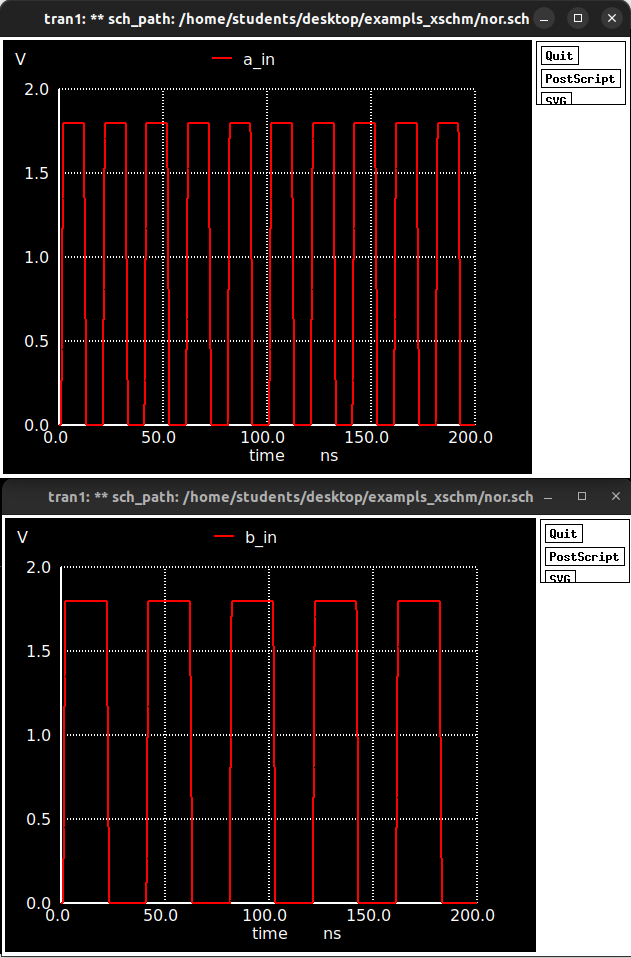 tran1: ** sch_path: /home/students/desktop/exampls_xschm/nor.sch
V
a_in
Quit
PostScript
SVG
2.0
1.5
1.0
0.5
0.0
0.0 50.0 100.0 150.0 200.0
time ns
tran1: ** sch_path: /home/students/desktop/exampls_xschm/nor.sch
V
b_in
Quit
PostScript
SVG
2.0
1.5
1.0
0.5
0.0
0.0 50.0 100.0 150.0 200.0
time ns